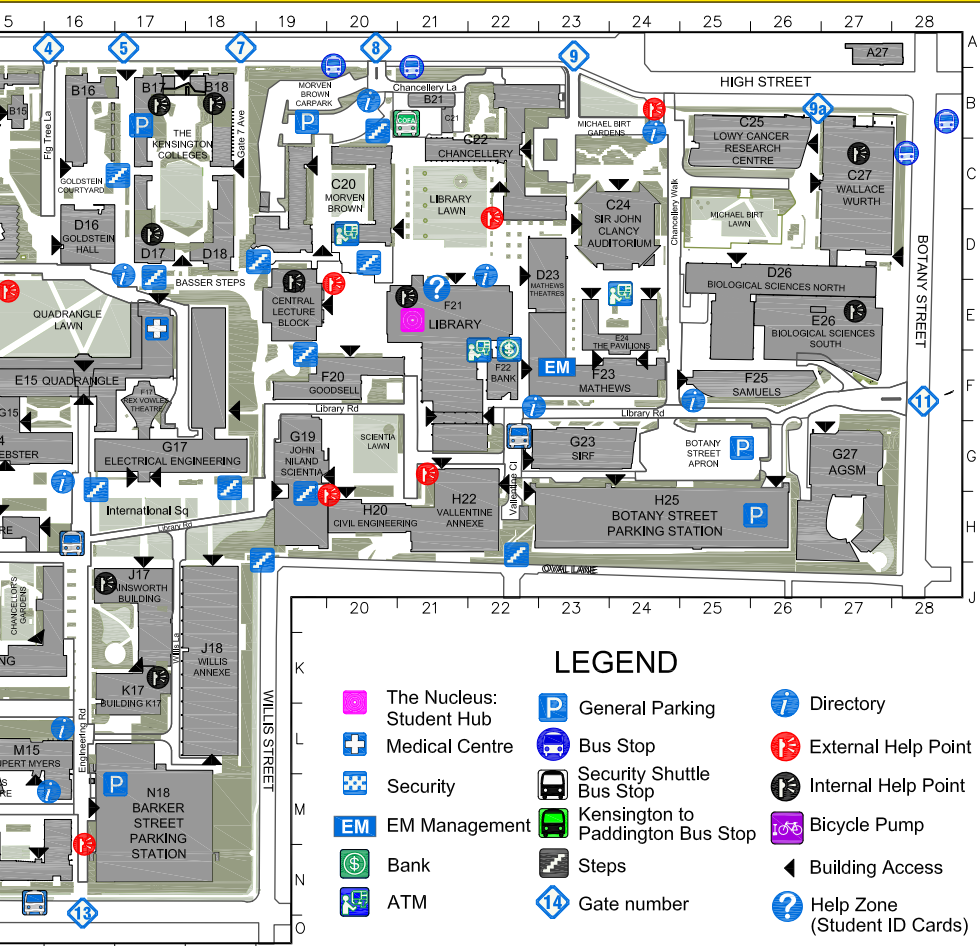 5 16 17 18 19 20 21 22 23 24 25 26 27 28
A
4
5
7
8
9
A27
HIGH STREET
B16
B17
B18
MORVEN
BROWN
CARPARK
Chancellery La
B21
C21
COFA
B
B15
9a
Fig Tree La
THE
KENSINGTON
COLLEGES
Gate 7 Ave
MICHAEL BIRT
GARDENS
C25
LOWY CANCER
RESEARCH
CENTRE
C22
CHANCELLERY
C27
WALLACE
WURTH
C
GOLDSTEIN
COURTYARD
C20
MORVEN
BROWN
LIBRARY
LAWN
C24
SIR JOHN
CLANCY
AUDITORIUM
Chancellery Walk
MICHAEL BIRT
LAWN
D16
GOLDSTEIN
HALL
D17
D18
D
BOTANY STREET
BASSER STEPS
D23
MATHEWS
THEATRES
D26
BIOLOGICAL SCIENCES NORTH
QUADRANGLE
LAWN
CENTRAL
LECTURE
BLOCK
F21
LIBRARY
E26
BIOLOGICAL SCIENCES
SOUTH
E24
THE PAVILIONS
E
E15 QUADRANGLE
F17
REX VOWLES
THEATRE
F20
GOODSELL
F22
BANK
EM
F23
MATHEWS
F25
SAMUELS
F
11
G15
Library Rd
Library Rd
EBSTER
G17
ELECTRICAL ENGINEERING
G19
JOHN
NILAND
SCIENTIA
SCIENTIA
LAWN
G23
SIRF
BOTANY
STREET
APRON
G27
AGSM
G
Vallentine Cl
International Sq
Library Rd
H20
CIVIL ENGINEERING
H22
VALLENTINE
ANNEXE
H25
BOTANY STREET
PARKING STATION
H
OVAL LANE
CHANCELLOR'S
GARDENS
J17
AINSWORTH
BUILDING
J
20 21 22 23 24 25 26 27 28
Willis La
J18
WILLIS
ANNEXE
K
NG
K17
BUILDING K17
Engineering Rd
WILLIS STREET
L
M15
UPERT MYERS
M
N18
BARKER
STREET
PARKING
STATION
N
13
O
LEGEND
The Nucleus:
Student Hub
Medical Centre
Security
EM
EM Management
Bank
ATM
P
General Parking
Bus Stop
Security Shuttle
Bus Stop
Kensington to
Paddington Bus Stop
Steps
14
Gate number
Directory
External Help Point
Internal Help Point
Bicycle Pump
Building Access
Help Zone
(Student ID Cards)